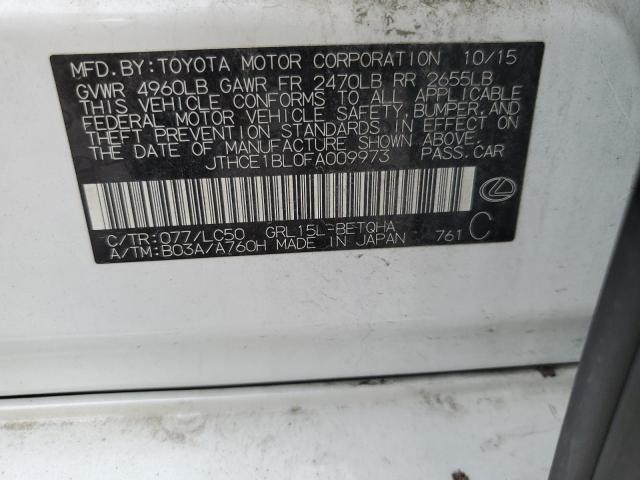 MFD. BY: TOYOTA MOTOR CORPORATION 10/15
GVWR 4960LB GAWR FR 2470LB RR 2655LB
THIS VEHICLE CONFORMS TO ALL APPLICABLE
FEDERAL MOTOR VEHICLE SAFETY, BUMPER, AND
THEFT PREVENTION STANDARDS IN EFFECT ON
THE DATE OF MANUFACTURE SHOWN ABOVE.
JTHCE1BL0FA009973 PASS. CAR
C/TR: 077/LC50 GRL15L-BETQHA
A/TM: B03A/A760H MADE IN JAPAN 761 C